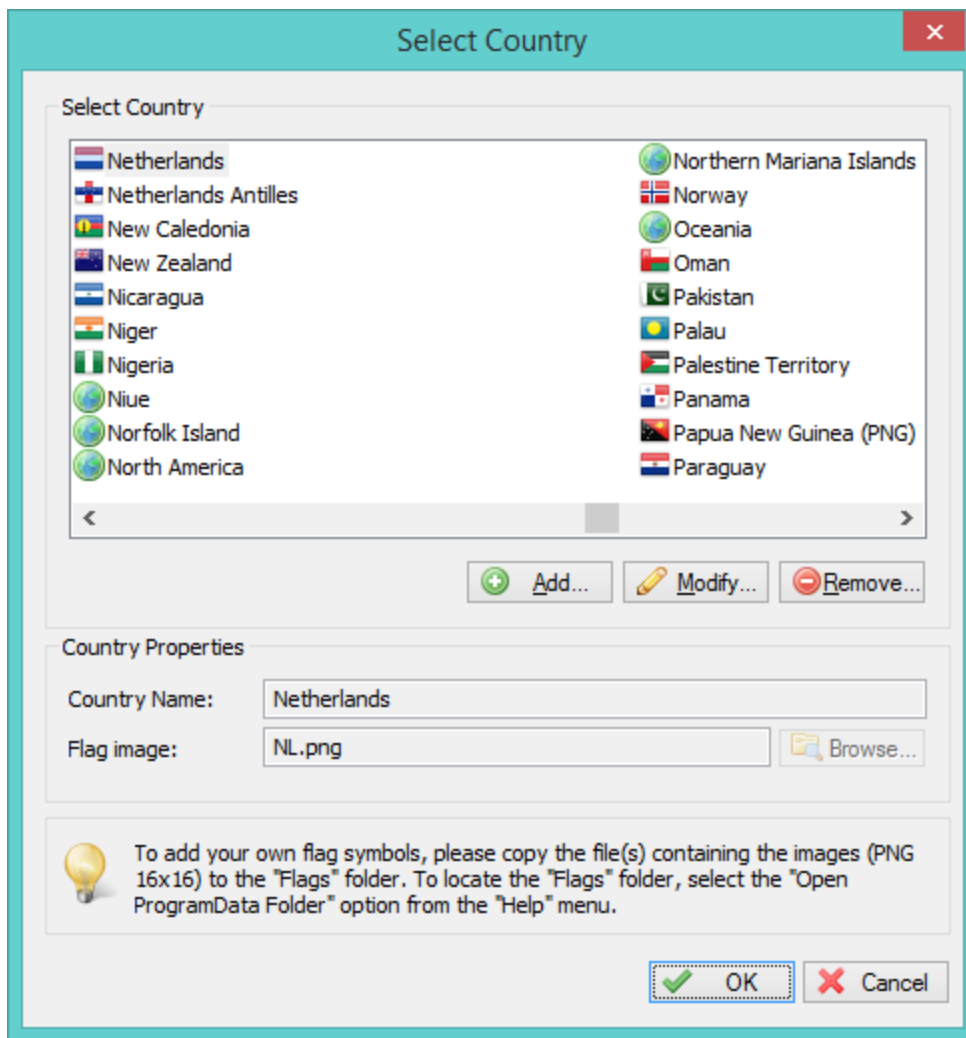 Select Country
Select Country
Netherlands
Netherlands Antilles
New Caledonia
New Zealand
Nicaragua
Niger
Nigeria
Niue
Norfolk Island
North America
Northern Mariana Islands
Norway
Oceania
Oman
Pakistan
Palau
Palestine Territory
Panama
Papua New Guinea (PNG)
Paraguay
Add...
Modify...
Remove...
Country Properties
Country Name:
Netherlands
Flag image:
NL.png
Browse...
To add your own flag symbols, please copy the file(s) containing the images (PNG
16x16) to the "Flags" folder. To locate the "Flags" folder, select the "Open
ProgramData Folder" option from the "Help" menu.
OK
Cancel